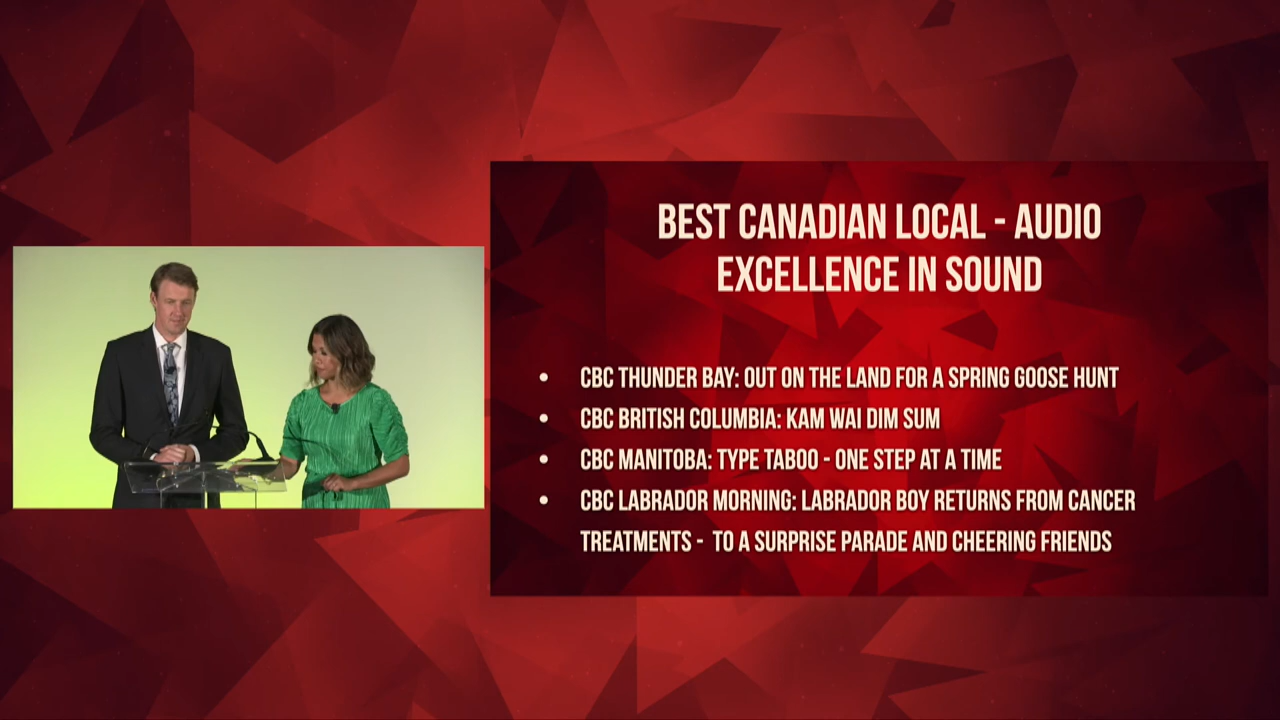 BEST CANADIAN LOCAL - AUDIO
EXCELLENCE IN SOUND
• CBC THUNDER BAY: OUT ON THE LAND FOR A SPRING GOOSE HUNT
• CBC BRITISH COLUMBIA: KAM WAI DIM SUM
• CBC MANITOBA: TYPE TABOO - ONE STEP AT A TIME
• CBC LABRADOR MORNING: LABRADOR BOY RETURNS FROM CANCER
TREATMENTS - TO A SURPRISE PARADE AND CHEERING FRIENDS